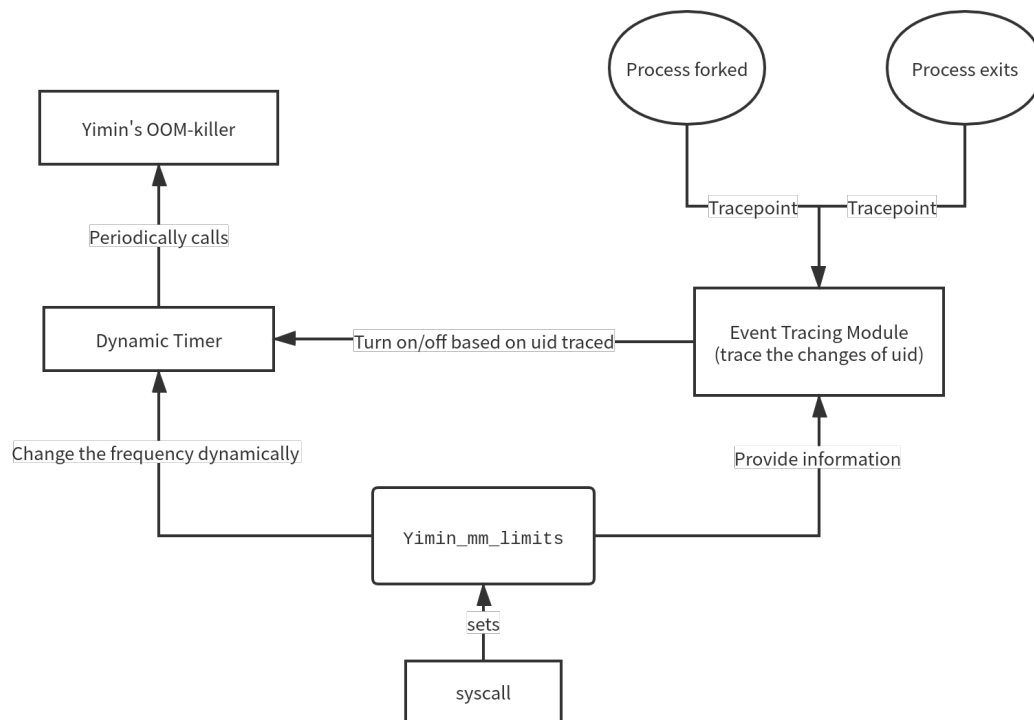 Process forked
Process exits
Yimin's OOM-killer
Tracepoint
Tracepoint
Periodically calls
Event Tracing Module
(trace the changes of uid)
Dynamic Timer
Turn on/off based on uid traced
Change the frequency dynamically
Provide information
Yimin_mm_limits
sets
syscall